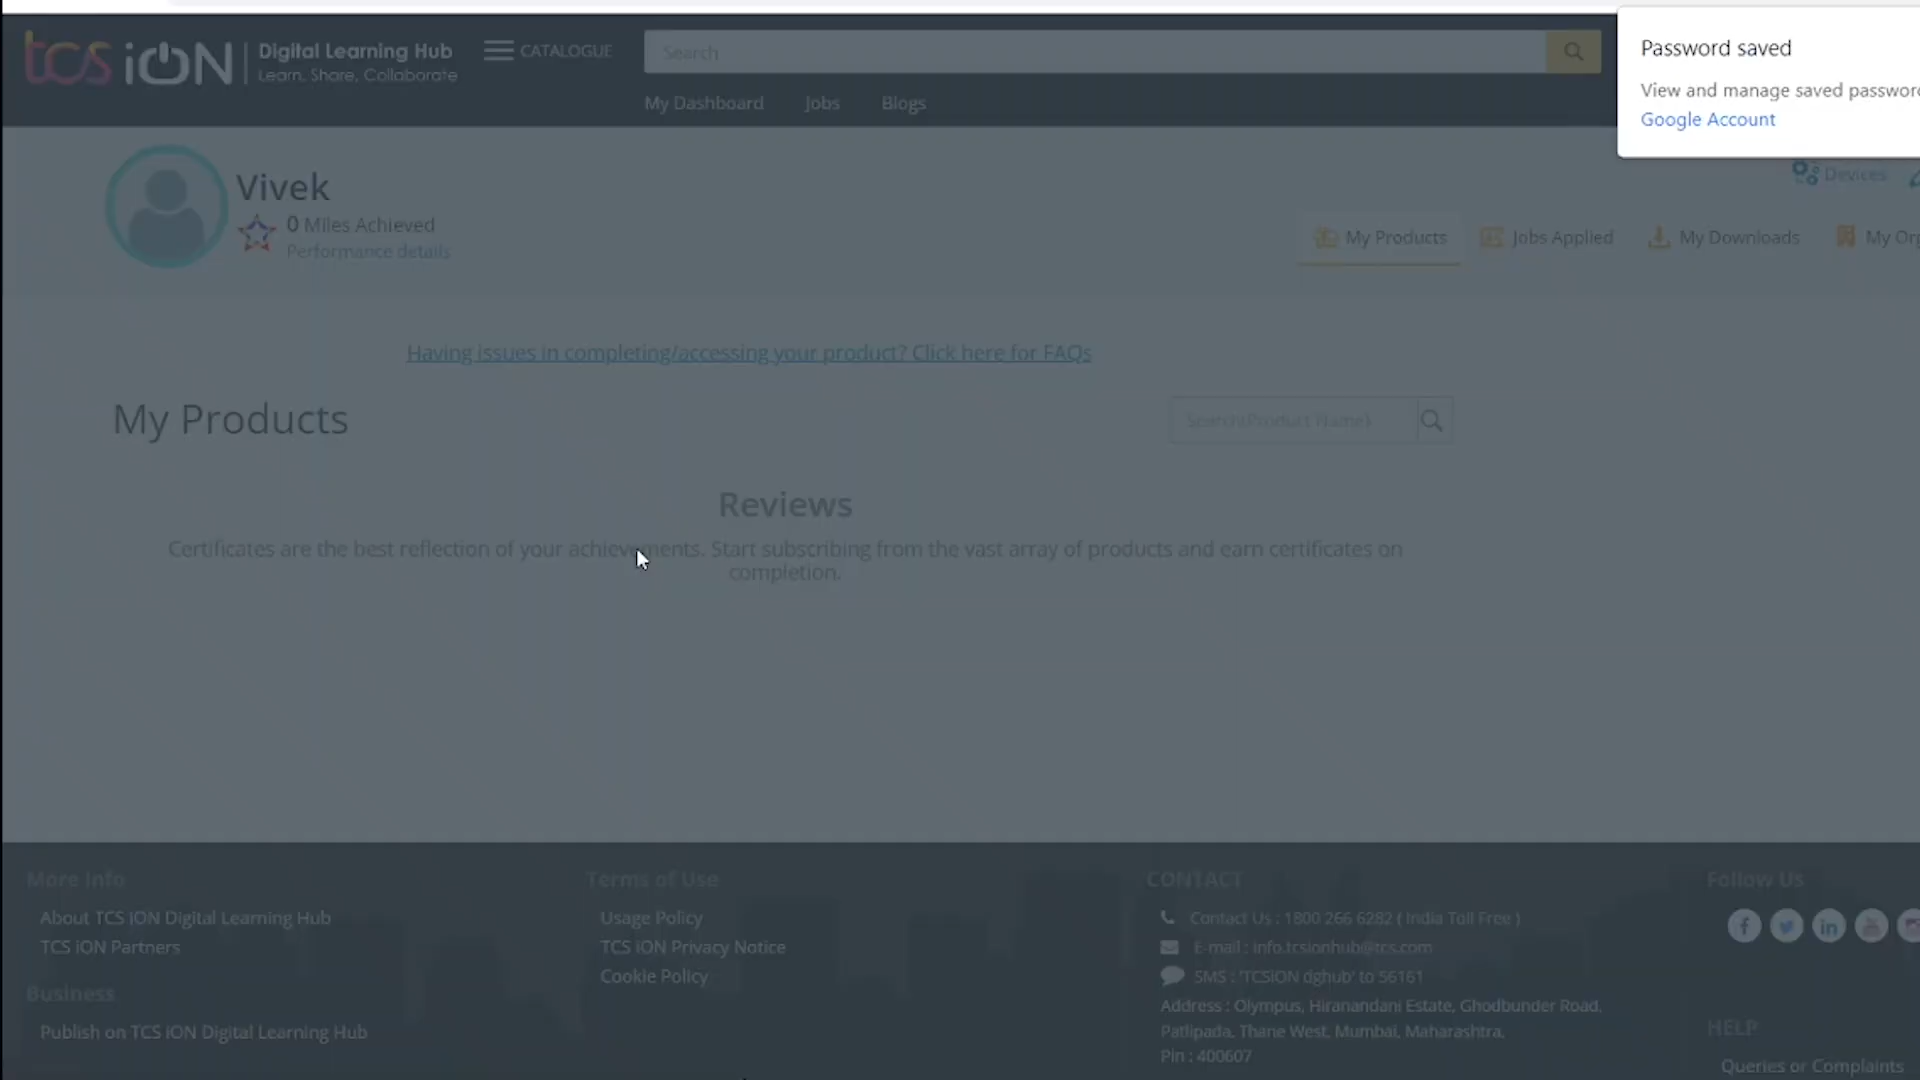 tcs iON | Digital Learning Hub
Learn, Share, Collaborate
CATALOGUE
Search
My Dashboard
Jobs
Blogs
Password saved
View and manage saved
Google Account
Vivek
0 Miles Achieved
Performance details
Devices
My Products
Jobs Applied
My Downloads
My
Having issues in completing/accessing your product? Click here for FAQs
My Products
Search(Product Name)
Reviews
Certificates are the best reflection of your achievements. Start subscribing from the vast array of products and earn certificates on
completion.
More Info
About TCS iON Digital Learning Hub
TCS iON Partners
Business
Publish on TCS iON Digital Learning Hub
Terms of Use
Usage Policy
TCS iON Privacy Notice
Cookie Policy
CONTACT
Contact Us : 1800 266 6282 ( India Toll Free )
E-mail : info.tcsionhub@tcs.com
SMS : 'TCSiON dghub' to 56161
Address : Olympus, Hiranandani Estate, Ghodbunder Road,
Patlipada, Thane West, Mumbai, Maharashtra,
Pin : 400607
Follow Us
HELP
Queries or Complaints